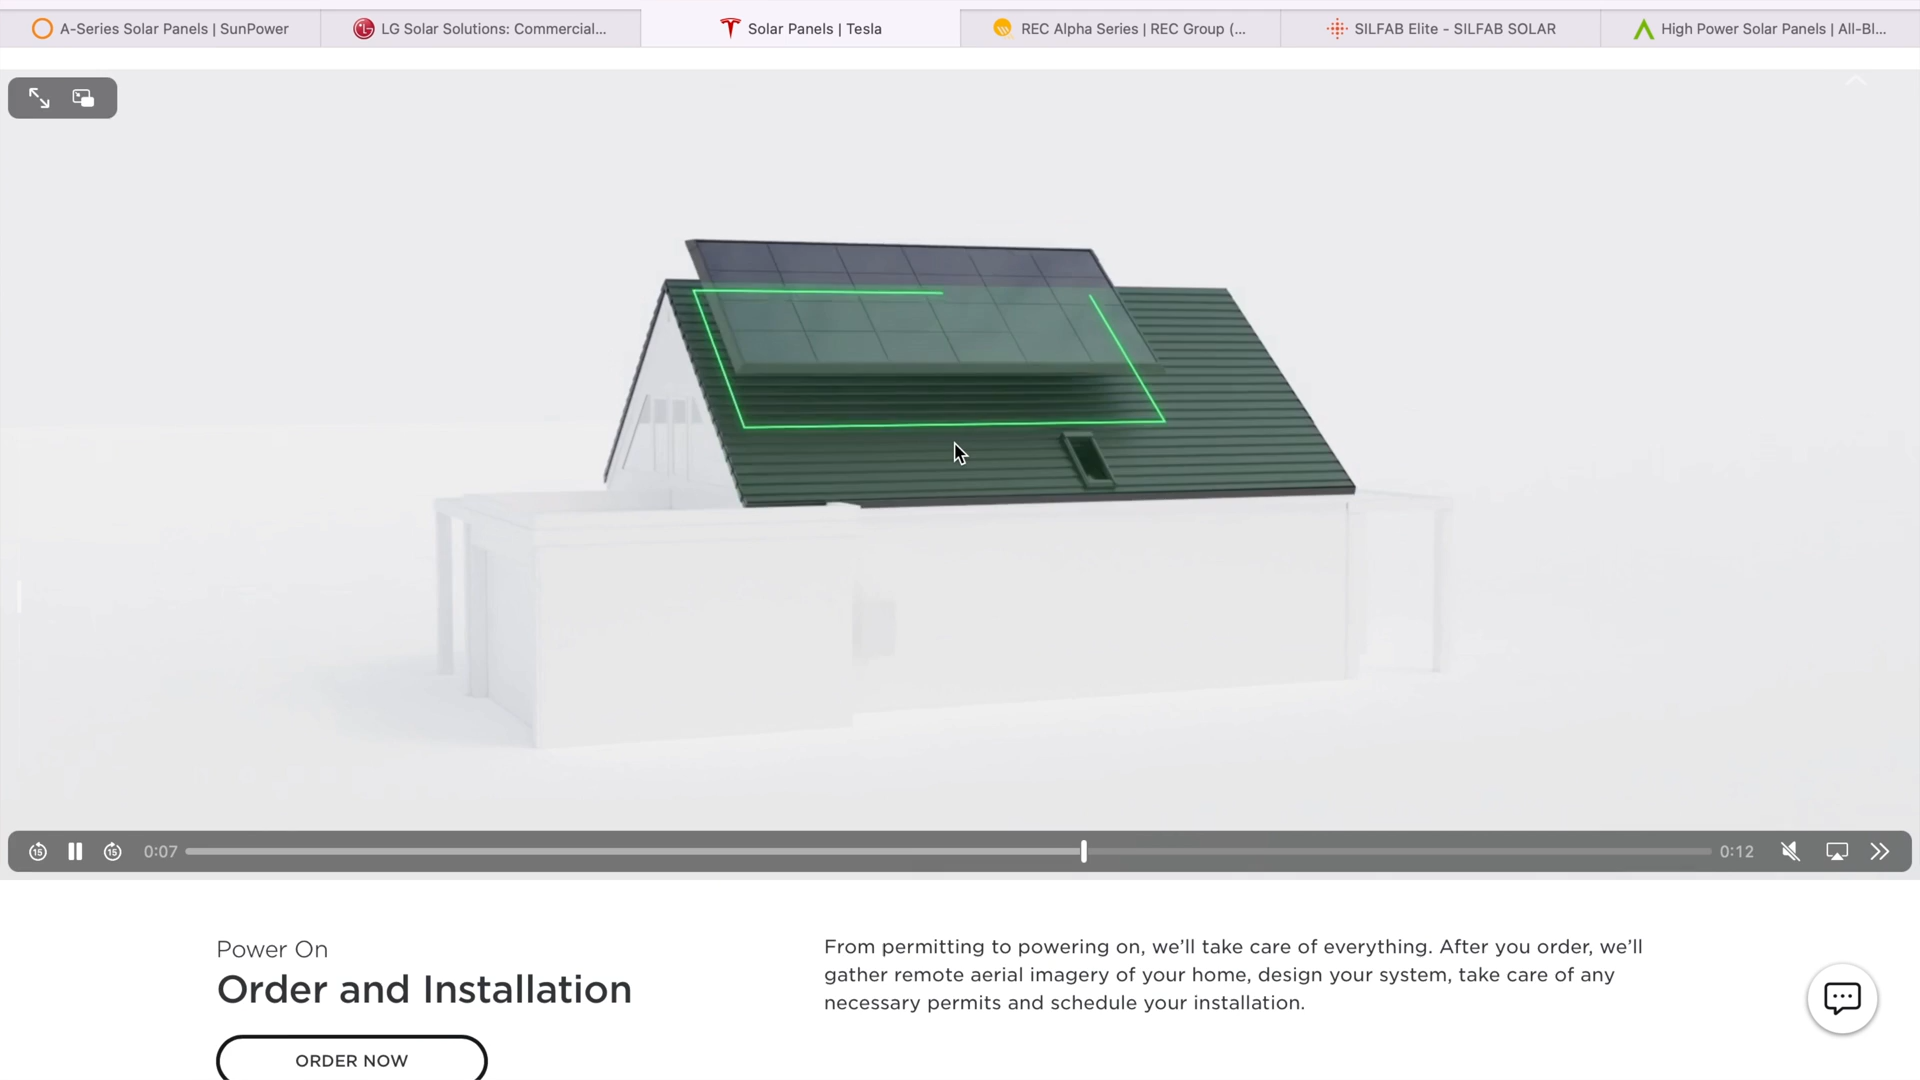 A-Series Solar Panels | SunPower
LG Solar Solutions: Commercial...
Solar Panels | Tesla
REC Alpha Series | REC Group (...
SILFAB Elite - SILFAB SOLAR
High Power Solar Panels | All-Bl...
15
15
0:07
0:12
Power On
Order and Installation
ORDER NOW
From permitting to powering on, we’ll take care of everything. After you order, we’ll
gather remote aerial imagery of your home, design your system, take care of any
necessary permits and schedule your installation.